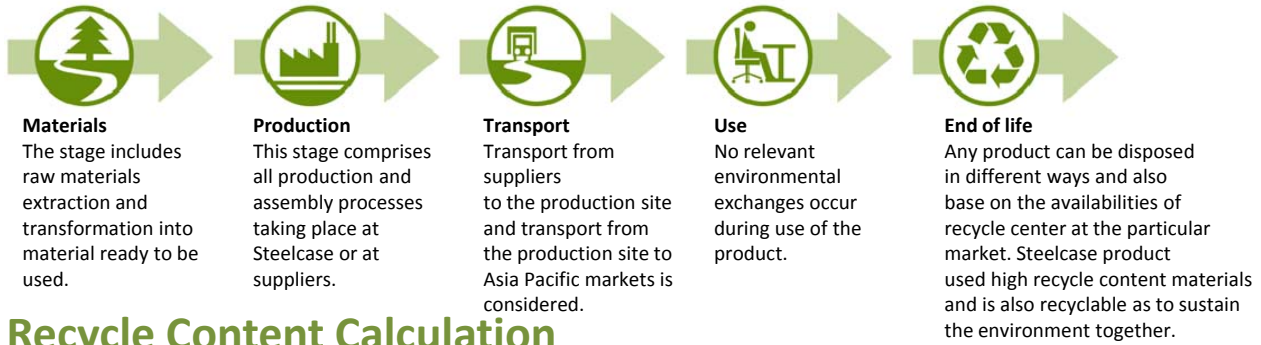 Materials
The stage includes
raw materials
extraction and
transformation into
material ready to be
used.
Production
This stage comprises
all production and
assembly processes
taking place at
Steelcase or at
suppliers.
Transport
Transport from
suppliers
to the production site
and transport from
the production site to
Asia Pacific markets is
considered.
Use
No relevant
environmental
exchanges occur
during use of the
product.
End of life
Any product can be disposed
in different ways and also
base on the availabilities of
recycle center at the particular
market. Steelcase product
used high recycle content materials
and is also recyclable as to sustain
the environment together.
Recycle Content Calculation